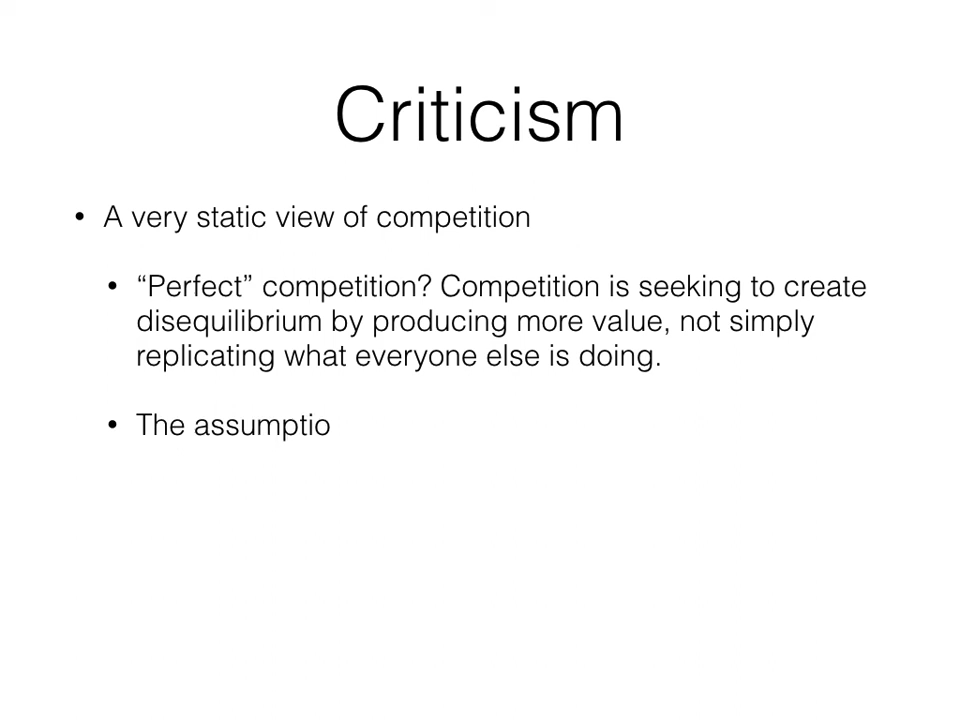 Criticism
• A very static view of competition
• “Perfect” competition? Competition is seeking to create
disequilibrium by producing more value, not simply
replicating what everyone else is doing.
• The assumptio